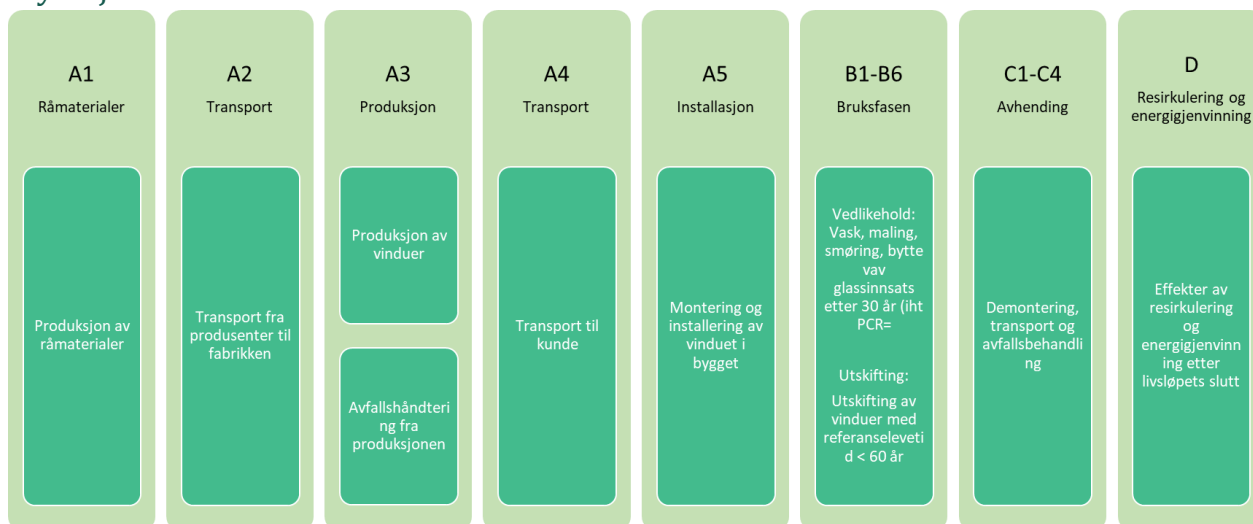 A1
Råmaterialer
Produksjon av
råmaterialer
A2
Transport
Transport fra
produsenter til
fabrikken
A3
Produksjon
Produksjon av
vinduer
Avfallshåndteri
ng fra
produksjonen
A4
Transport
Transport til
kunde
A5
Installasjon
Montering og
installering av
vinduet i
bygget
B1-B6
Bruksfasen
Vedlikehold:
Vask, maling,
smøring, bytte
vav
glassinnsats
etter 30 år (iht
PCR=
Utskifting:
Utskifting av
vinduer med
referanseleveti
d < 60 år
C1-C4
Avhending
Demontering,
transport og
avfallsbehandli
ng
D
Resirkulering og
energigjenvinning
Effekter av
resirkulering
og
energigjenvinn
ing etter
livsløpets slutt